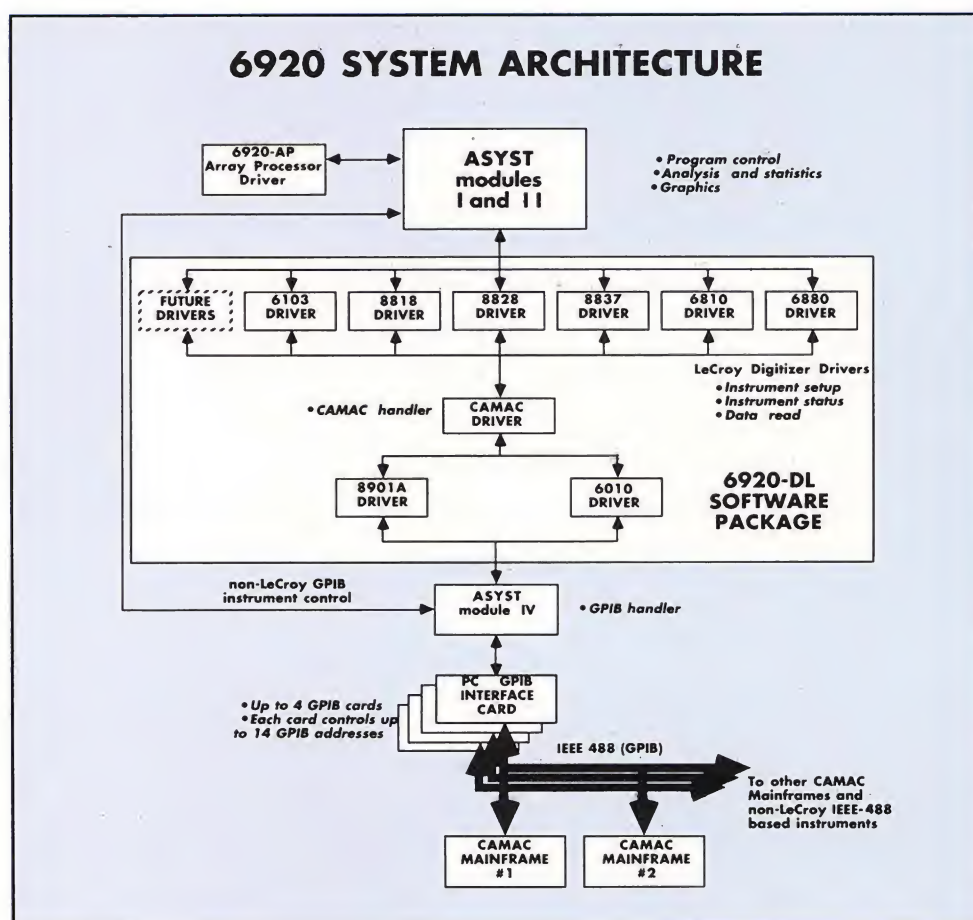 6920 SYSTEM ARCHITECTURE
6920-AP
Array Processor
Driver
ASYST
modules
I and II
• Program control
• Analysis and statistics
• Graphics
FUTURE
DRIVERS
6103
DRIVER
8818
DRIVER
8828
DRIVER
8837
DRIVER
6810
DRIVER
6880
DRIVER
LeCroy Digitizer Drivers
• Instrument setup
• Instrument status
• Data read
• CAMAC handler
CAMAC
DRIVER
8901A
DRIVER
6010
DRIVER
6920-DL
SOFTWARE
PACKAGE
non-LeCroy GPIB
instrument control
ASYST
module IV
• GPIB handler
PC GPIB
INTERFACE
CARD
• Up to 4 GPIB cards
• Each card controls up
to 14 GPIB addresses
IEEE 488 (GPIB)
To other CAMAC
Mainframes and
non-LeCroy IEEE-488
based instruments
CAMAC
MAINFRAME
#1
CAMAC
MAINFRAME
#2